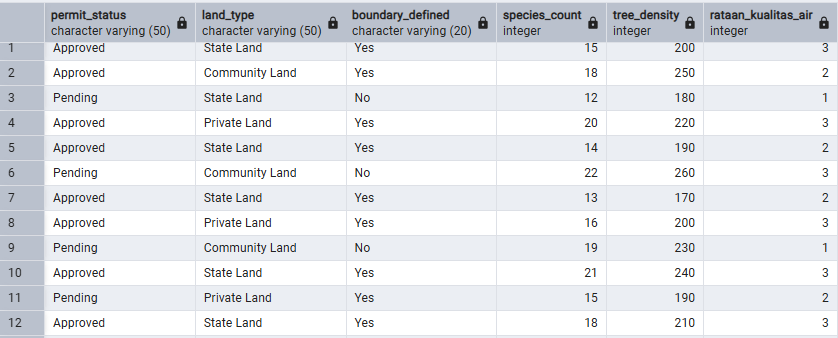 permit_status land_type boundary_defined species_count tree_density rataan_kualitas_air
character varying (50) character varying (50) character varying (20) integer integer integer
1 Approved State Land Yes 15 200 3
2 Approved Community Land Yes 18 250 2
3 Pending State Land No 12 180 1
4 Approved Private Land Yes 20 220 3
5 Approved State Land Yes 14 190 2
6 Pending Community Land No 22 260 3
7 Approved State Land Yes 13 170 2
8 Approved Private Land Yes 16 200 3
9 Pending Community Land No 19 230 1
10 Approved State Land Yes 21 240 3
11 Pending Private Land Yes 15 190 2
12 Approved State Land Yes 18 210 3